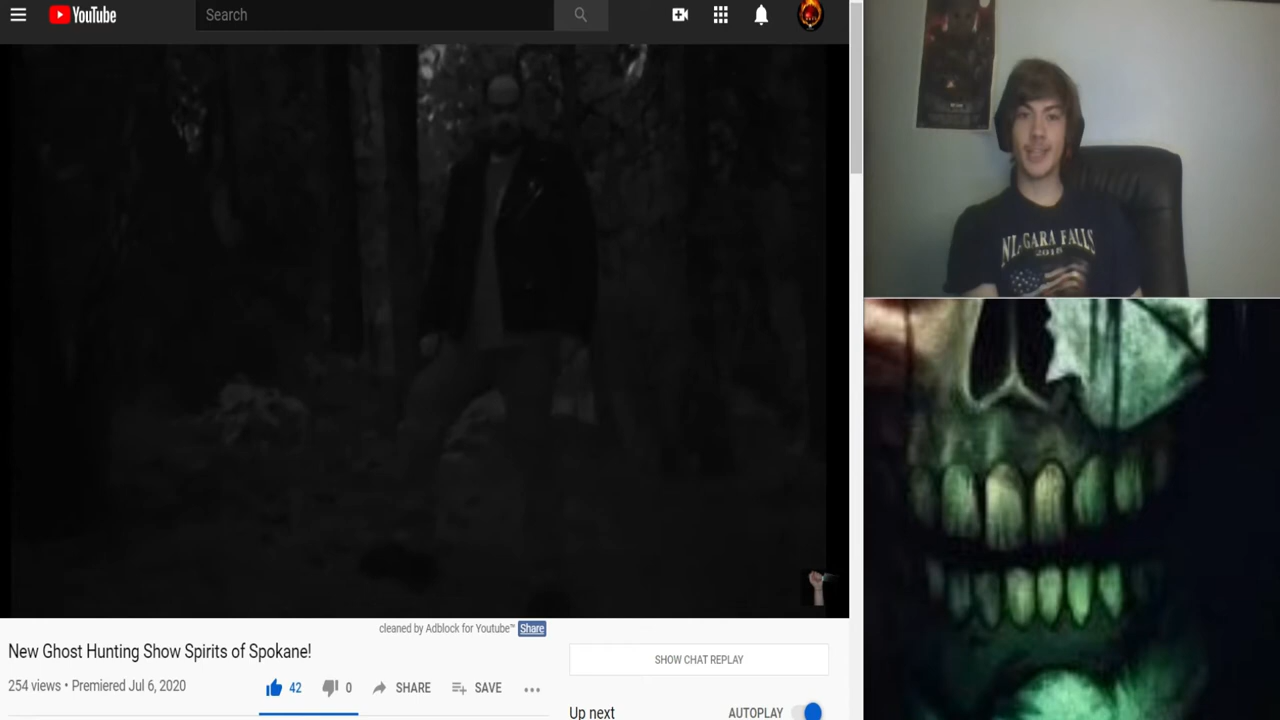 YouTube
Search
cleaned by Adblock for Youtube™ Share
New Ghost Hunting Show Spirits of Spokane!
254 views • Premiered Jul 6, 2020
42
0
SHARE
SAVE
SHOW CHAT REPLAY
Up next
AUTOPLAY
NIAGARA FALLS
2018